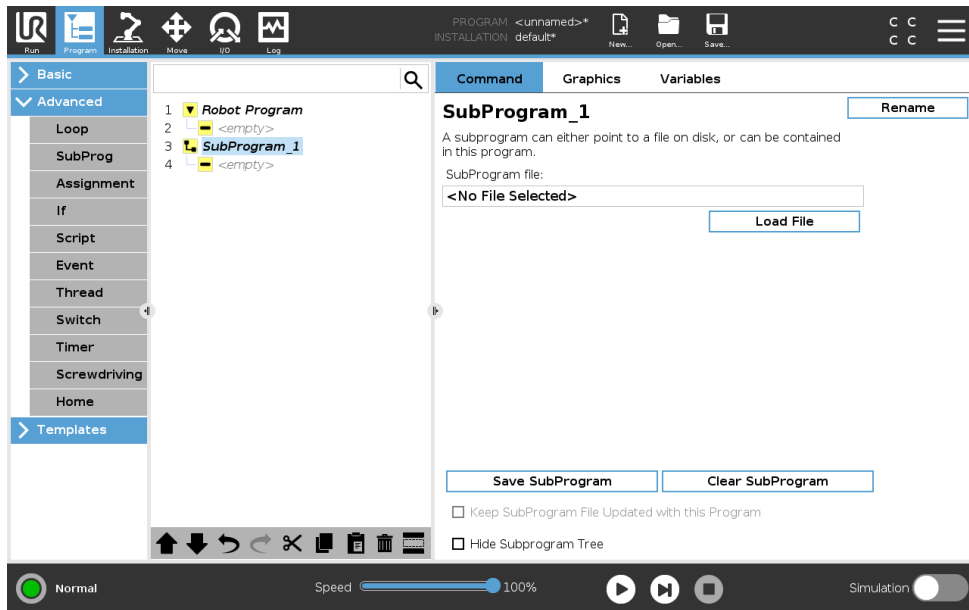 UR
Run
Program
Installation
Move
I/O
Log
PROGRAM <unnamed>*
INSTALLATION default*
New...
Open...
Save...
C C
C C
Basic
Advanced
Loop
SubProg
Assignment
If
Script
Event
Thread
Switch
Timer
Screwdriving
Home
Templates
1 Robot Program
2 <empty>
3 SubProgram_1
4 <empty>
Command Graphics Variables
SubProgram_1
Rename
A subprogram can either point to a file on disk, or can be contained
in this program.
SubProgram file:
<No File Selected>
Load File
Save SubProgram
Clear SubProgram
Keep SubProgram File Updated with this Program
Hide Subprogram Tree
Normal
Speed 100%
Simulation